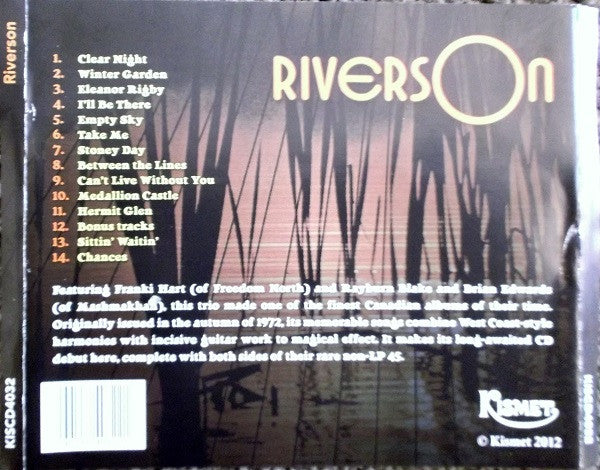 Riverson
KISCD4032
RIVERSON
1. Clear Night
2. Winter Garden
3. Eleanor Rigby
4. I'll Be There
5. Empty Sky
6. Take Me
7. Stoney Day
8. Between the Lines
9. Can't Live Without You
10. Medallion Castle
11. Hermit Glen
12. Bonus tracks
13. Sittin' Waitin'
14. Chances
Featuring Franki Hart (of Freedom North) and Rayburn Blake and Brian Edwards
(of Mashmakhan), this trio made one of the finest Canadian albums of their time.
Originally issued in the autumn of 1972, its memorable songs combine West Coast-style
harmonies with incisive guitar work to magical effect. It makes its long-awaited CD
debut here, complete with both sides of their rare non-LP 45.
KISMET
© Kismet 2012